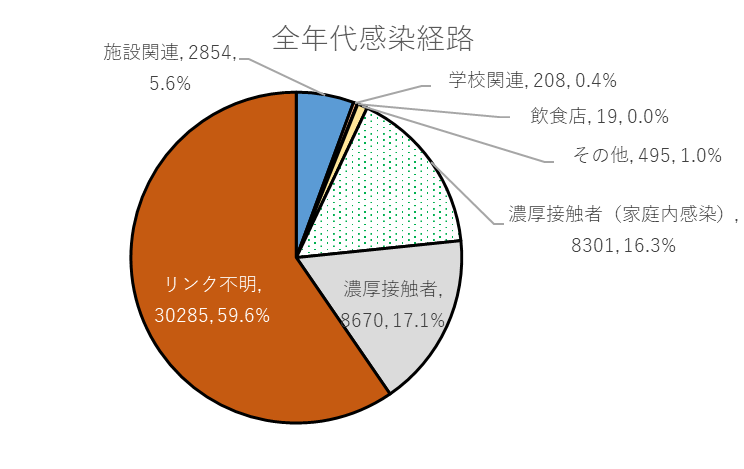 全年代感染経路
施設関連, 2854,
5.6%
学校関連, 208, 0.4%
飲食店, 19, 0.0%
その他, 495, 1.0%
濃厚接触者（家庭内感染）,
8301, 16.3%
濃厚接触者,
8670, 17.1%
リンク不明,
30285, 59.6%